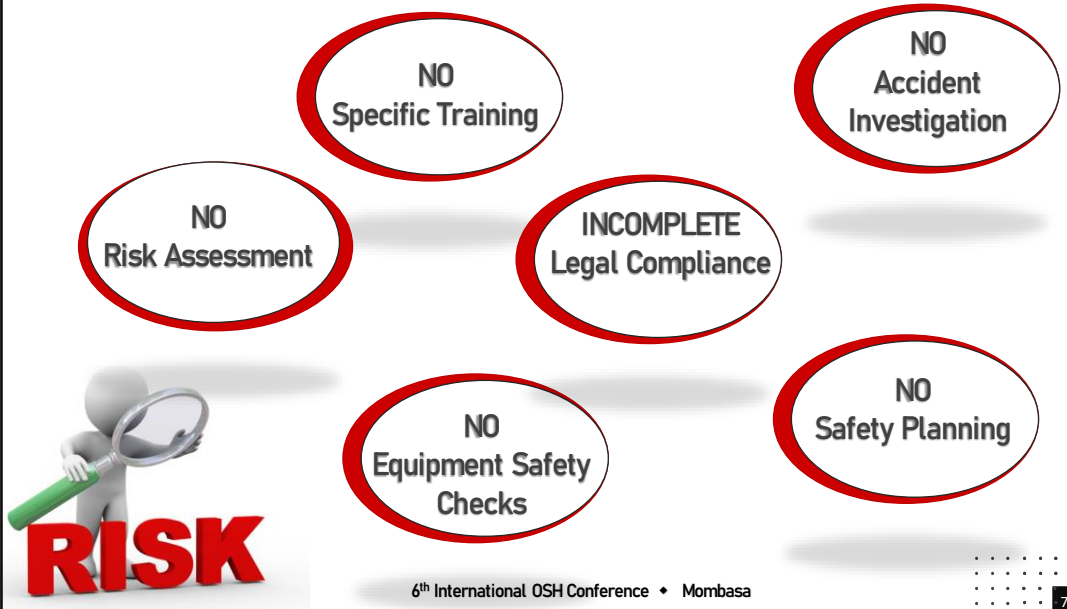 NO
Specific Training
NO
Accident
Investigation
NO
Risk Assessment
INCOMPLETE
Legal Compliance
NO
Equipment Safety
Checks
NO
Safety Planning
RISK
6th International OSH Conference ◆ Mombasa
7